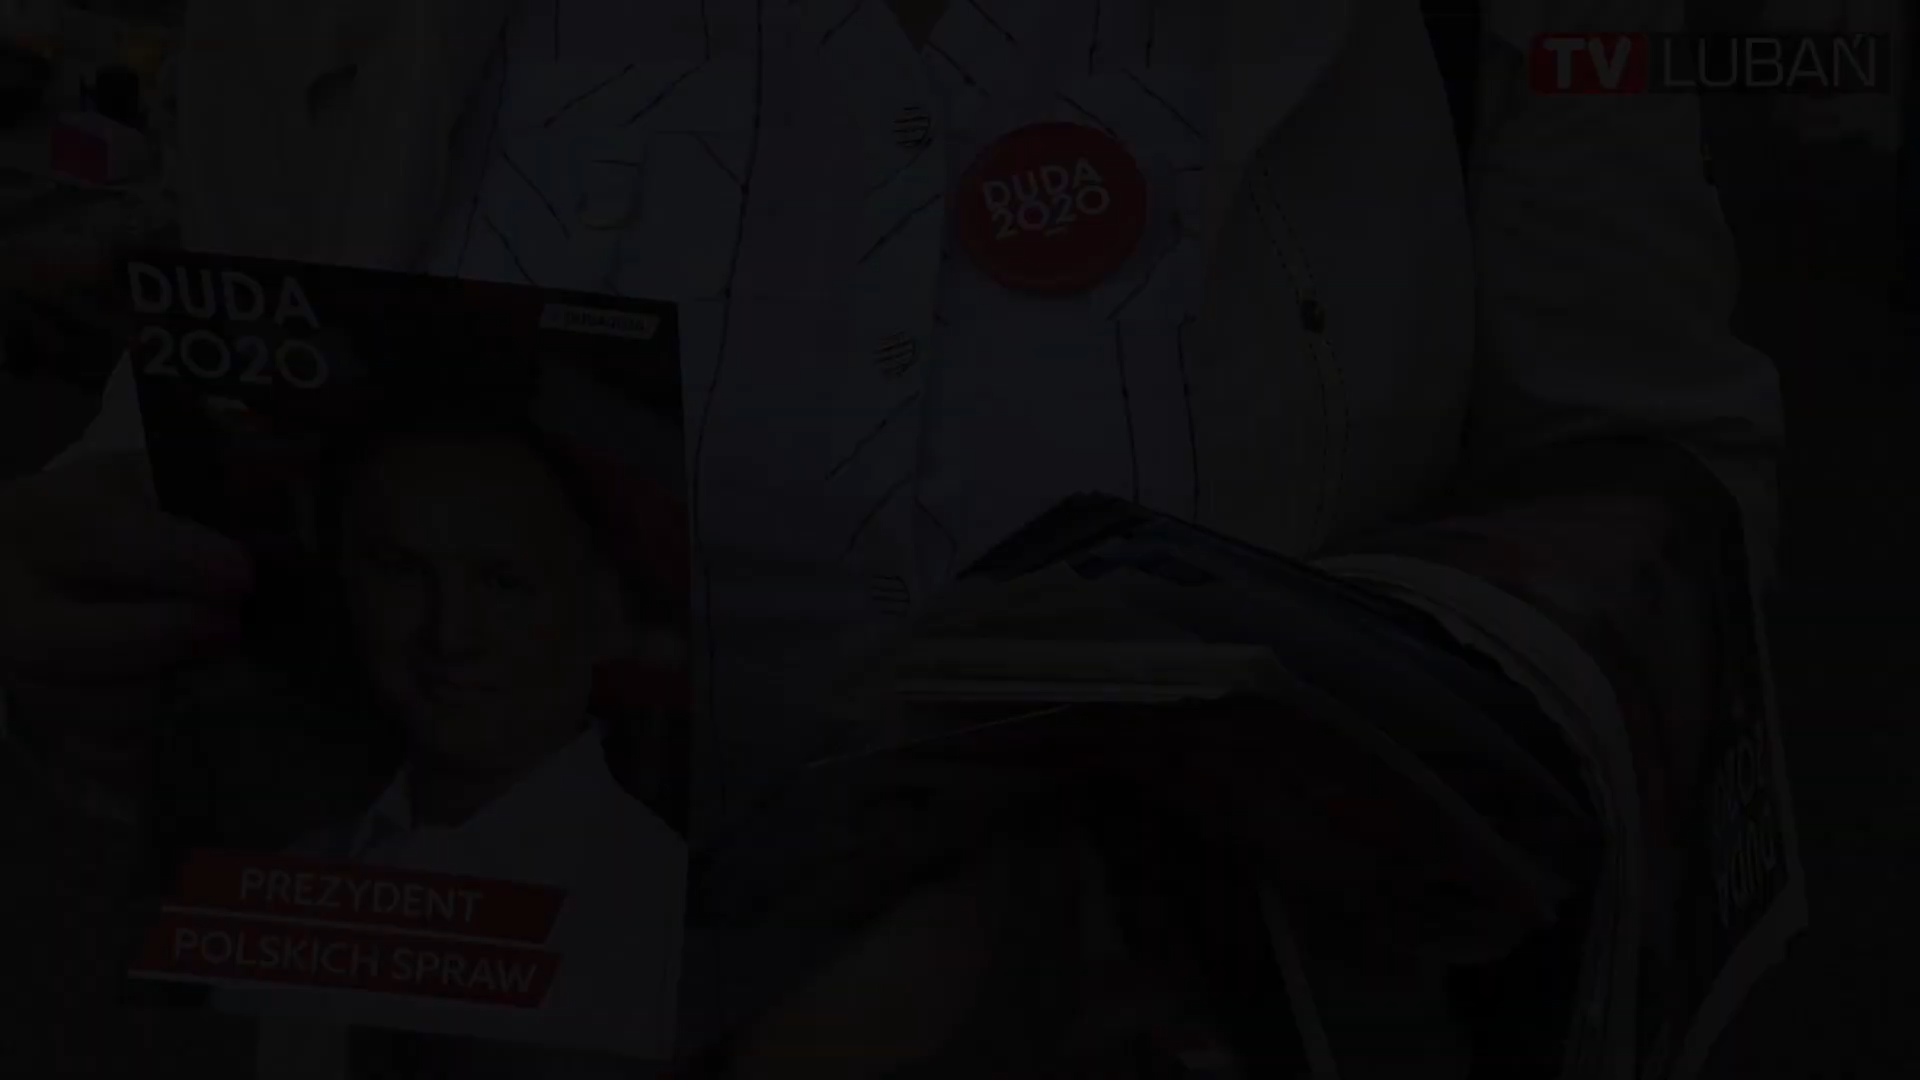 TV LUBAŃ
DUDA
2020
DUDA
2020
PREZYDENT
POLSKICH SPRAW